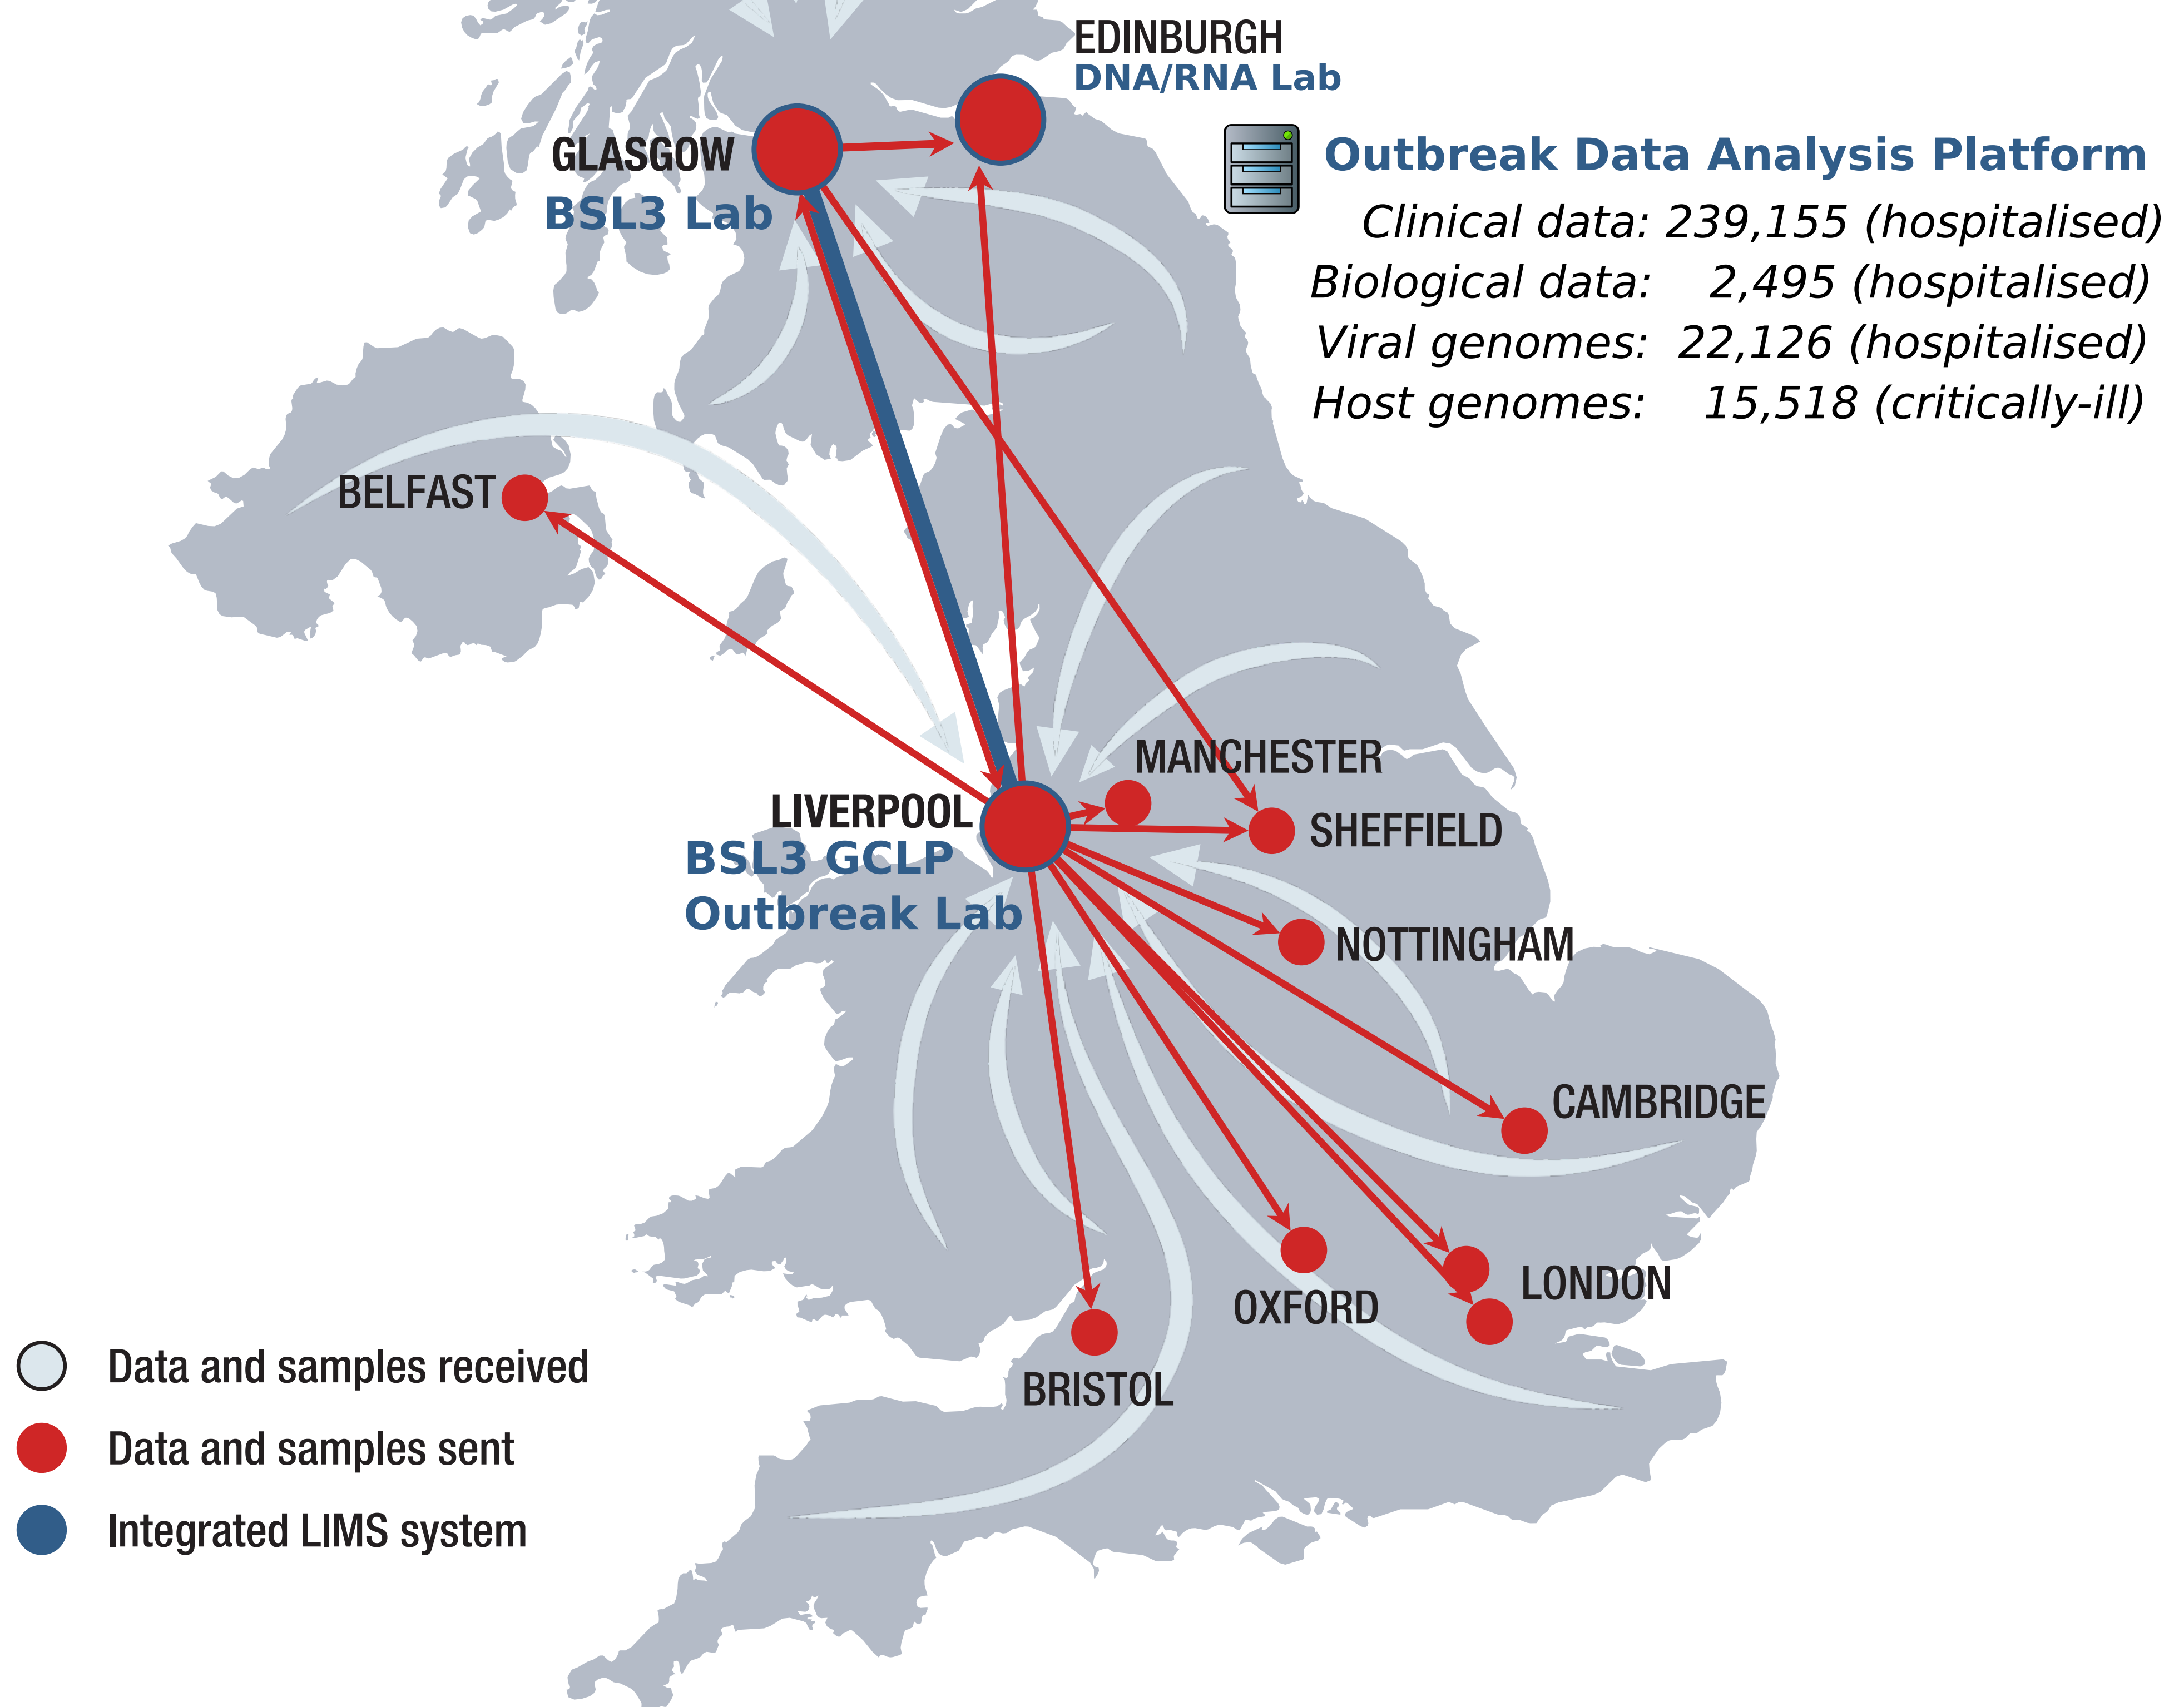 EDINBURGH
DNA/RNA Lab
GLASGOW
BSL3 Lab
Outbreak Data Analysis Platform
Clinical data: 239,155 (hospitalised)
Biological data: 2,495 (hospitalised)
Viral genomes: 22,126 (hospitalised)
Host genomes: 15,518 (critically-ill)
BELFAST
MANCHESTER
LIVERPOOL
BSL3 GCLP
Outbreak Lab
SHEFFIELD
NOTTINGHAM
CAMBRIDGE
LONDON
OXFORD
BRISTOL
Data and samples received
Data and samples sent
Integrated LIMS system